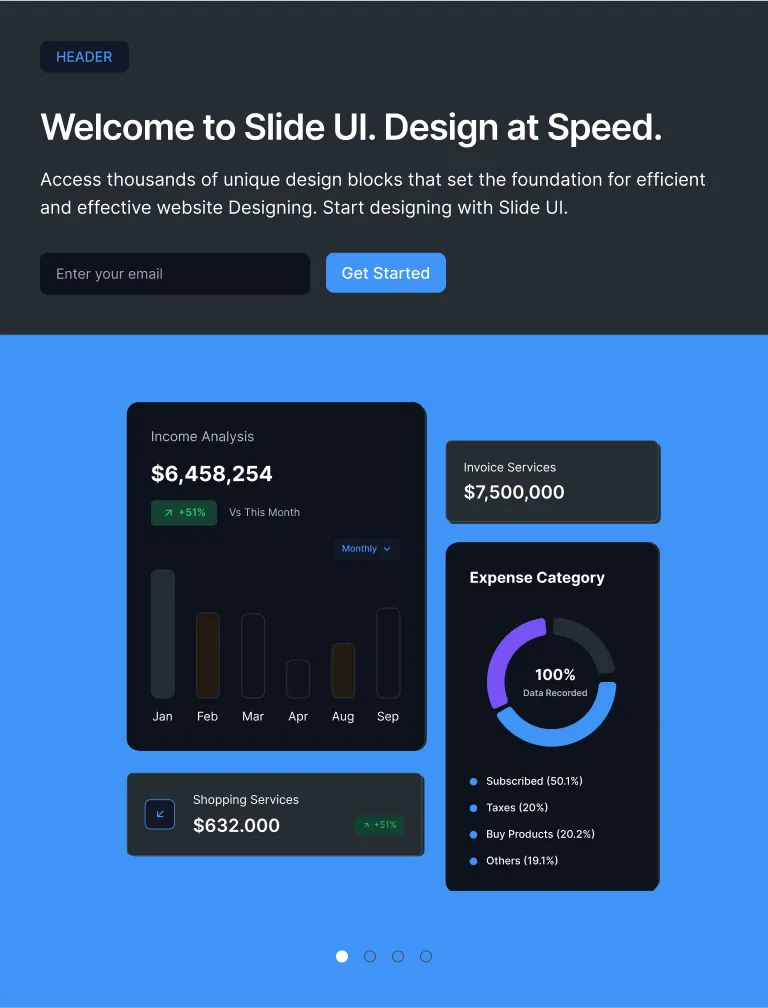 HEADER
Welcome to Slide UI. Design at Speed.
Access thousands of unique design blocks that set the foundation for efficient
and effective website Designing. Start designing with Slide UI.
Enter your email
Get Started
Income Analysis
$6,458,254
+51%
Vs This Month
Monthly
Jan
Feb
Mar
Apr
Aug
Sep
Shopping Services
$632.000
+51%
Invoice Services
$7,500,000
Expense Category
100%
Data Recorded
Subscribed (50.1%)
Taxes (20%)
Buy Products (20.2%)
Others (19.1%)